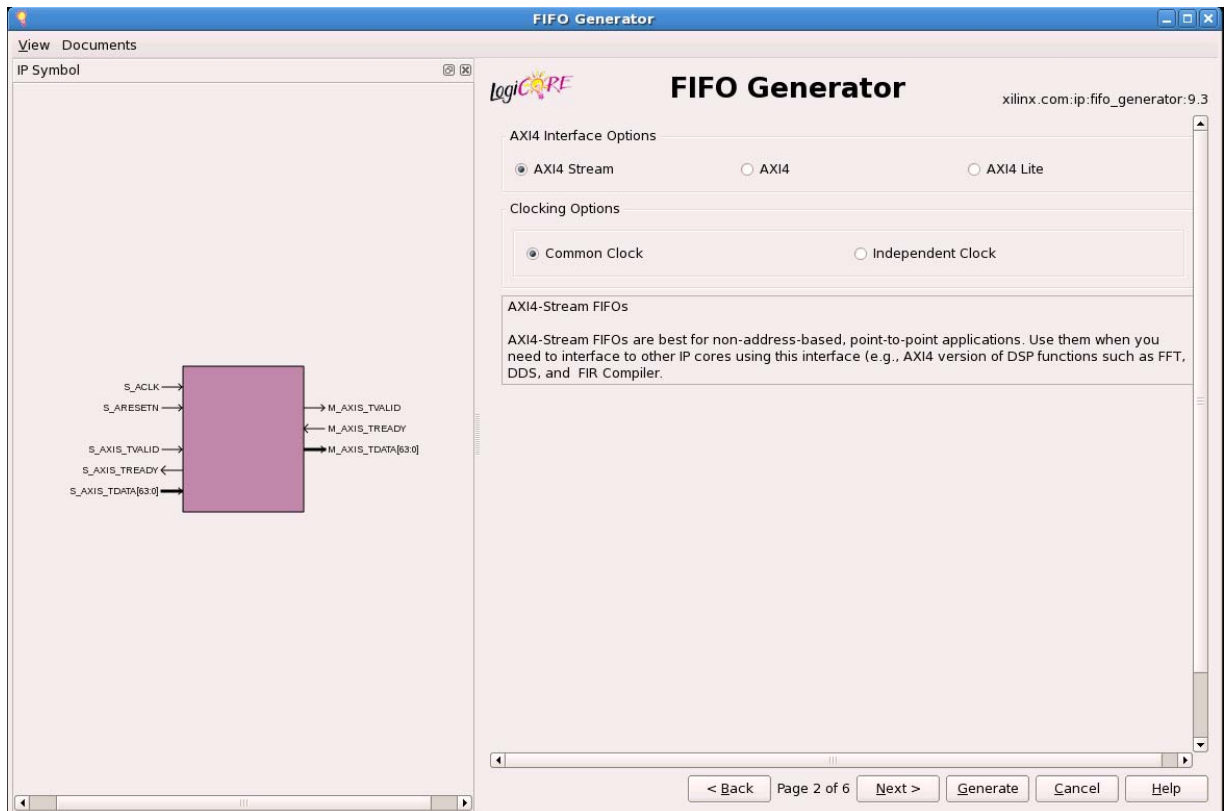 FIFO Generator
View Documents
IP Symbol
S_ACLK
S_ARESETN
S_AXIS_TVALID
S_AXIS_TREADY
S_AXIS_TDATA[63:0]
M_AXIS_TVALID
M_AXIS_TREADY
M_AXIS_TDATA[63:0]
LogiCORE
FIFO Generator
xilinx.com:ip:fifo_generator:9.3
AXI4 Interface Options
AXI4 Stream AXI4 AXI4 Lite
Clocking Options
Common Clock Independent Clock
AXI4-Stream FIFOs
AXI4-Stream FIFOs are best for non-address-based, point-to-point applications. Use them when you
need to interface to other IP cores using this interface (e.g., AXI4 version of DSP functions such as FFT,
DDS, and FIR Compiler.
< Back Page 2 of 6 Next > Generate Cancel Help